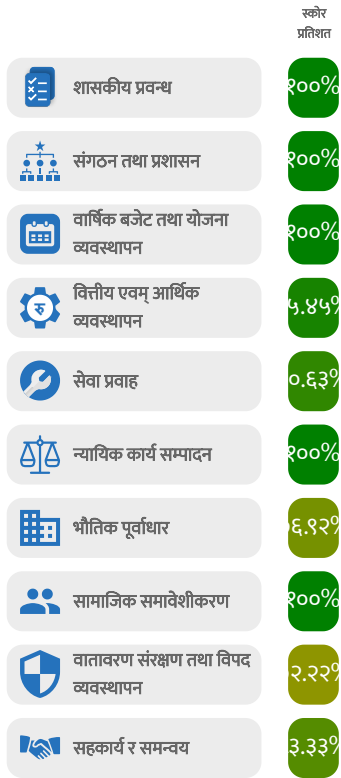 स्कोर
प्रतिशत
शासकीय प्रवन्ध
१००%
संगठन तथा प्रशासन
१००%
वार्षिक बजेट तथा योजना
व्यवस्थापन
१००%
वित्तीय एवम् आर्थिक
व्यवस्थापन
५.४५%
रु
सेवा प्रवाह
०.६३%
न्यायिक कार्य सम्पादन
१००%
भौतिक पूर्वाधार
६.९२%
सामाजिक समावेशीकरण
१००%
वातावरण संरक्षण तथा विपद
व्यवस्थापन
२.२२%
सहकार्य र समन्वय
३.३३%